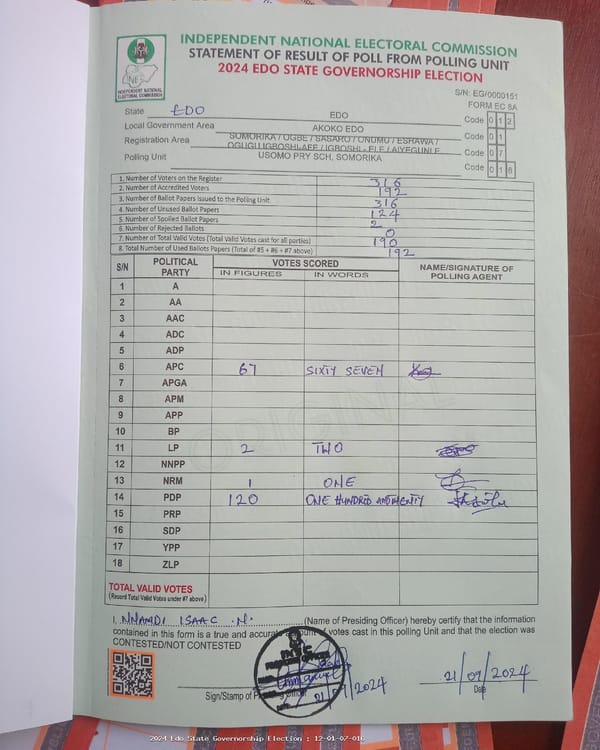 INDEPENDENT NATIONAL ELECTORAL COMMISSION
STATEMENT OF RESULT OF POLL FROM POLLING UNIT
2024 EDO STATE GOVERNORSHIP ELECTION
INDEPENDENT NATIONAL ELECTORAL COMMISSION
S/N: EG/0000151
FORM EC 8A
State EDO EDO Code 0 1 2
Local Government Area AKOKO EDO Code 0 1
Registration Area SOMORIKA / OGBE / SASARO / ONUMU / ESHAWA / OGUGU IGBOSHI-AFE / IGBOSHI - ELE / AIYEGUNLE Code 0 7
Polling Unit USOMO PRY SCH, SOMORIKA Code 0 1 6
1. Number of Voters on the Register 316
2. Number of Accredited Voters 192
3. Number of Ballot Papers Issued to the Polling Unit 316
4. Number of Unused Ballot Papers 124
5. Number of Spoiled Ballot Papers 2
6. Number of Rejected Ballots 0
7. Number of Total Valid Votes (Total Valid Votes cast for all parties) 190
8. Total Number of Used Ballots Papers (Total of #5 + #6 + #7 above) 192
S/N POLITICAL PARTY VOTES SCORED NAME/SIGNATURE OF POLLING AGENT
IN FIGURES IN WORDS
1 A
2 AA
3 AAC
4 ADC
5 ADP
6 APC 67 SIXTY SEVEN
7 APGA
8 APM
9 APP
10 BP
11 LP 2 TWO
12 NNPP
13 NRM 1 ONE
14 PDP 120 ONE HUNDRED AND TWENTY
15 PRP
16 SDP
17 YPP
18 ZLP
TOTAL VALID VOTES
(Record Total Valid Votes under #7 above)
I, NNAMDI ISAAC .N. (Name of Presiding Officer) hereby certify that the information
contained in this form is a true and accurate of votes cast in this polling Unit and that the election was
CONTESTED/NOT CONTESTED
21/09/2024
21/09/2024
Sign/Stamp of Date
2024 Edo State Governorship Election : 12-01-07-016